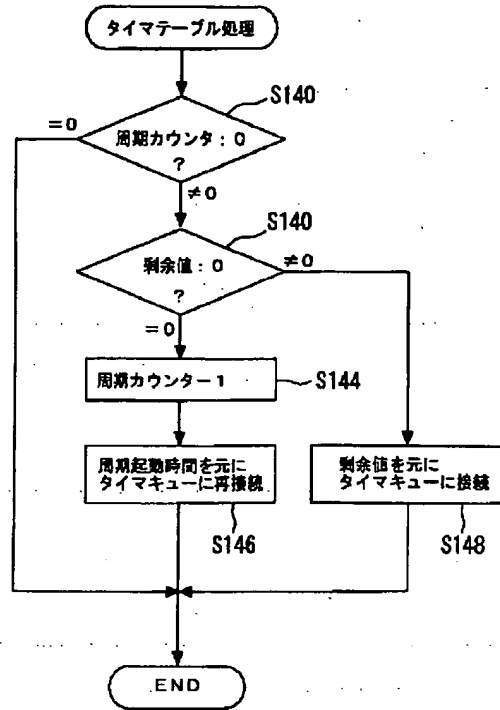 タイマテーブル処理
S140
=0
周期カウンタ:0
?
≠0
S140
剰余値:0
?
≠0
=0
周期カウンタ−1
S144
周期起動時間を元に
タイマキューに再接続
S146
剰余値を元に
タイマキューに接続
S148
END